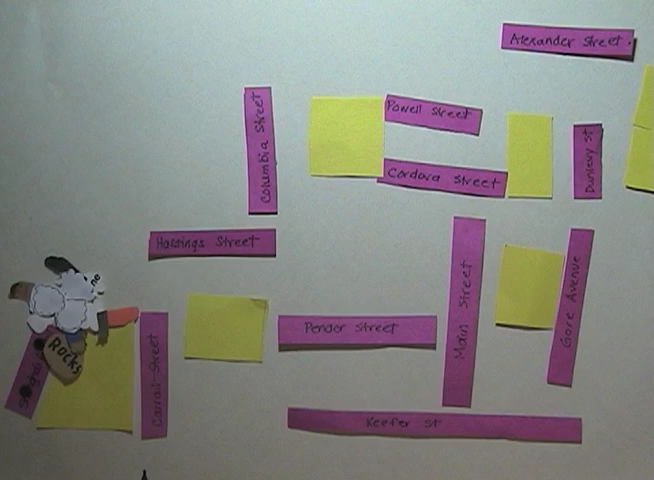 Alexander Street.
Powell Street
Columbia Street
Cordova Street
Dunlevy St
Hastings Street
Main Street
Gore Avenue
Pender Street
Carrall Street
ROCKS
Keefer St